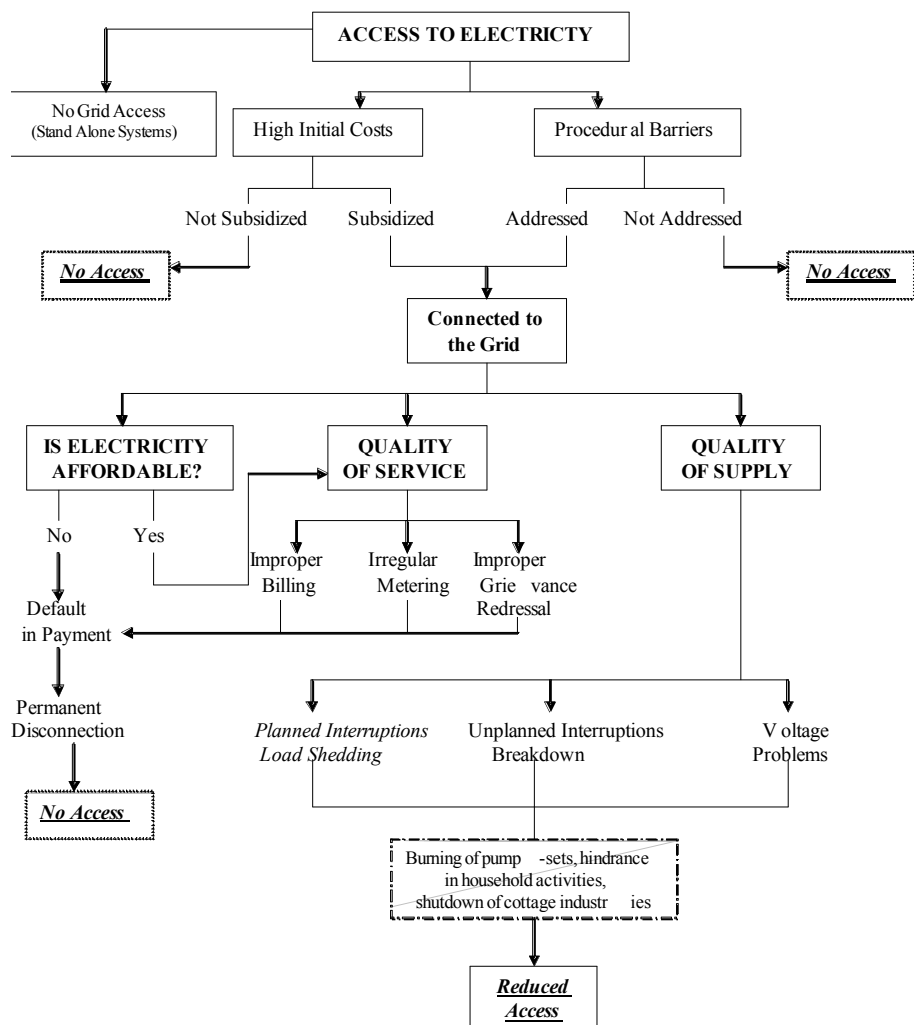 ACCESS TO ELECTRICTY
No Grid Access
(Stand Alone Systems)
High Initial Costs
Procedur al Barriers
Not Subsidized
Subsidized
Addressed
Not Addressed
No Access
No Access
Connected to
the Grid
IS ELECTRICITY
AFFORDABLE?
QUALITY
OF SERVICE
QUALITY
OF SUPPLY
No
Yes
Improper
Billing
Irregular
Metering
Improper
Grie vance
Redressal
Default
in Payment
Permanent
Disconnection
Planned Interruptions
Load Shedding
Unplanned Interruptions
Breakdown
V oltage
Problems
No Access
Burning of pump -sets, hindrance
in household activities,
shutdown of cottage industr ies
Reduced
Access